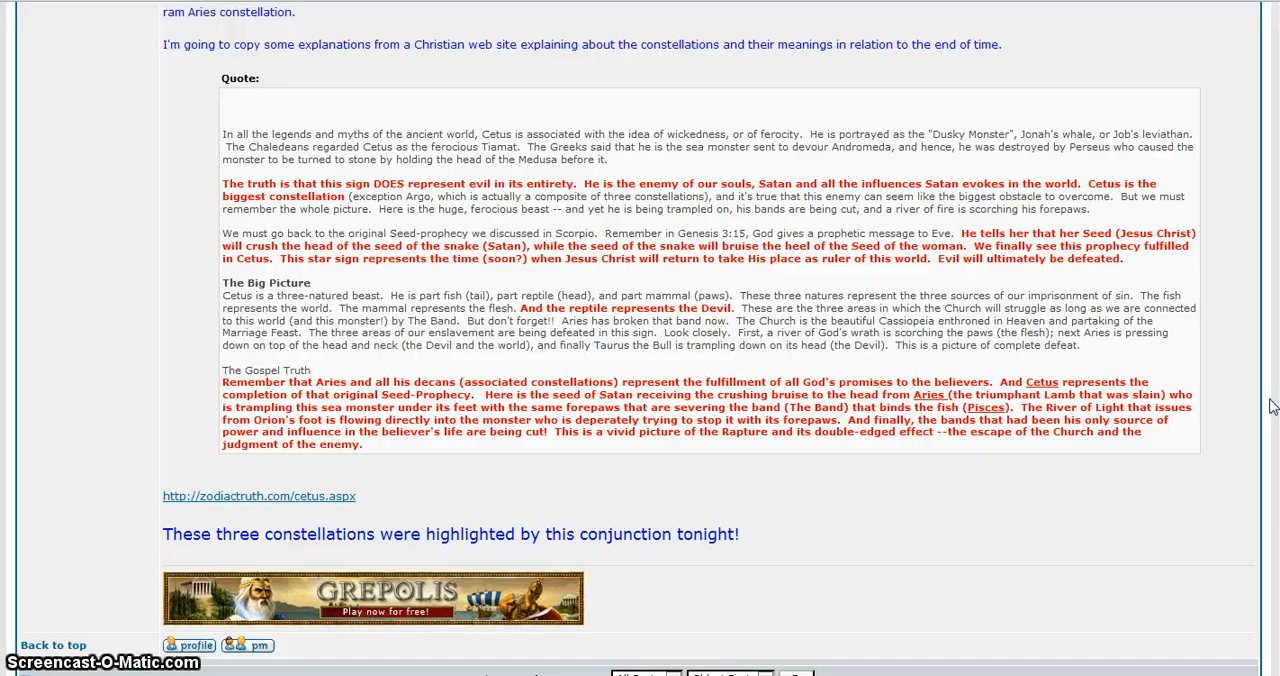 ram Aries constellation.
I'm going to copy some explanations from a Christian web site explaining about the constellations and their meanings in relation to the end of time.
Quote:
In all the legends and myths of the ancient world, Cetus is associated with the idea of wickedness, or of ferocity.  He is portrayed as the "Dusky Monster", Jonah's whale, or Job's leviathan.
The Chaledeans regarded Cetus as the ferocious Tiamat.  The Greeks said that he is the sea monster sent to devour Andromeda, and hence, he was destroyed by Perseus who caused the
monster to be turned to stone by holding the head of the Medusa before it.
The truth is that this sign DOES represent evil in its entirety.  He is the enemy of our souls, Satan and all the influences Satan evokes in the world.  Cetus is the
biggest constellation (exception Argo, which is actually a composite of three constellations), and it's true that this enemy can seem like the biggest obstacle to overcome.  But we must
remember the whole picture.  Here is the huge, ferocious beast -- and yet he is being trampled on, his bands are being cut, and a river of fire is scorching his forepaws.
We must go back to the original Seed-prophecy we discussed in Scorpio.  Remember in Genesis 3:15, God gives a prophetic message to Eve.  He tells her that her Seed (Jesus Christ)
will crush the head of the seed of the snake (Satan), while the seed of the snake will bruise the heel of the Seed of the woman.  We finally see this prophecy fulfilled
in Cetus.  This star sign represents the time (soon?) when Jesus Christ will return to take His place as ruler of this world.  Evil will ultimately be defeated.
The Big Picture
Cetus is a three-natured beast.  He is part fish (tail), part reptile (head), and part mammal (paws).  These three natures represent the three sources of our imprisonment of sin.  The fish
represents the world.  The mammal represents the flesh.  And the reptile represents the Devil.  These are the three areas in which the Church will struggle as long as we are connected
to this world (and this monster!) by The Band.  But don't forget!!  Aries has broken that band now.  The Church is the beautiful Cassiopeia enthroned in Heaven and partaking of the
Marriage Feast.  The three areas of our enslavement are being defeated in this sign.  Look closely.  First, a river of God's wrath is scorching the paws (the flesh); next Aries is pressing
down on top of the head and neck (the Devil and the world), and finally Taurus the Bull is trampling down on its head (the Devil).  This is a picture of complete defeat.
The Gospel Truth
Remember that Aries and all his decans (associated constellations) represent the fulfillment of all God's promises to the believers.  And Cetus represents the
completion of that original Seed-Prophecy.  Here is the seed of Satan receiving the crushing bruise to the head from Aries (the triumphant Lamb that was slain) who
is trampling this sea monster under its feet with the same forepaws that are severing the band (The Band) that binds the fish (Pisces).  The River of Light that issues
from Orion's foot is flowing directly into the monster who is deperately trying to stop it with its forepaws.  And finally, the bands that had been his only source of
power and influence in the believer's life are being cut!  This is a vivid picture of the Rapture and its double-edged effect --the escape of the Church and the
judgment of the enemy.
http://zodiactruth.com/cetus.aspx
These three constellations were highlighted by this conjunction tonight!
GREPOLIS
Play now for free!
Back to top
profile
pm
Screencast-O-Matic.com